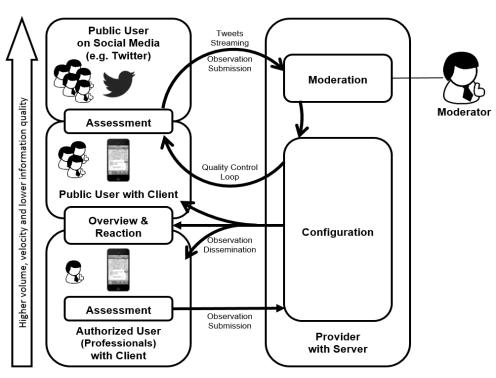 Higher volume, velocity and lower information quality
Public User
on Social Media
(e.g. Twitter)
Assessment
Public User with Client
Overview &
Reaction
Assessment
Authorized User
(Professionals)
with Client
Tweets
Streaming
Observation
Submission
Quality Control
Loop
Observation
Dissemination
Observation
Submission
Moderation
Configuration
Provider
with Server
Moderator